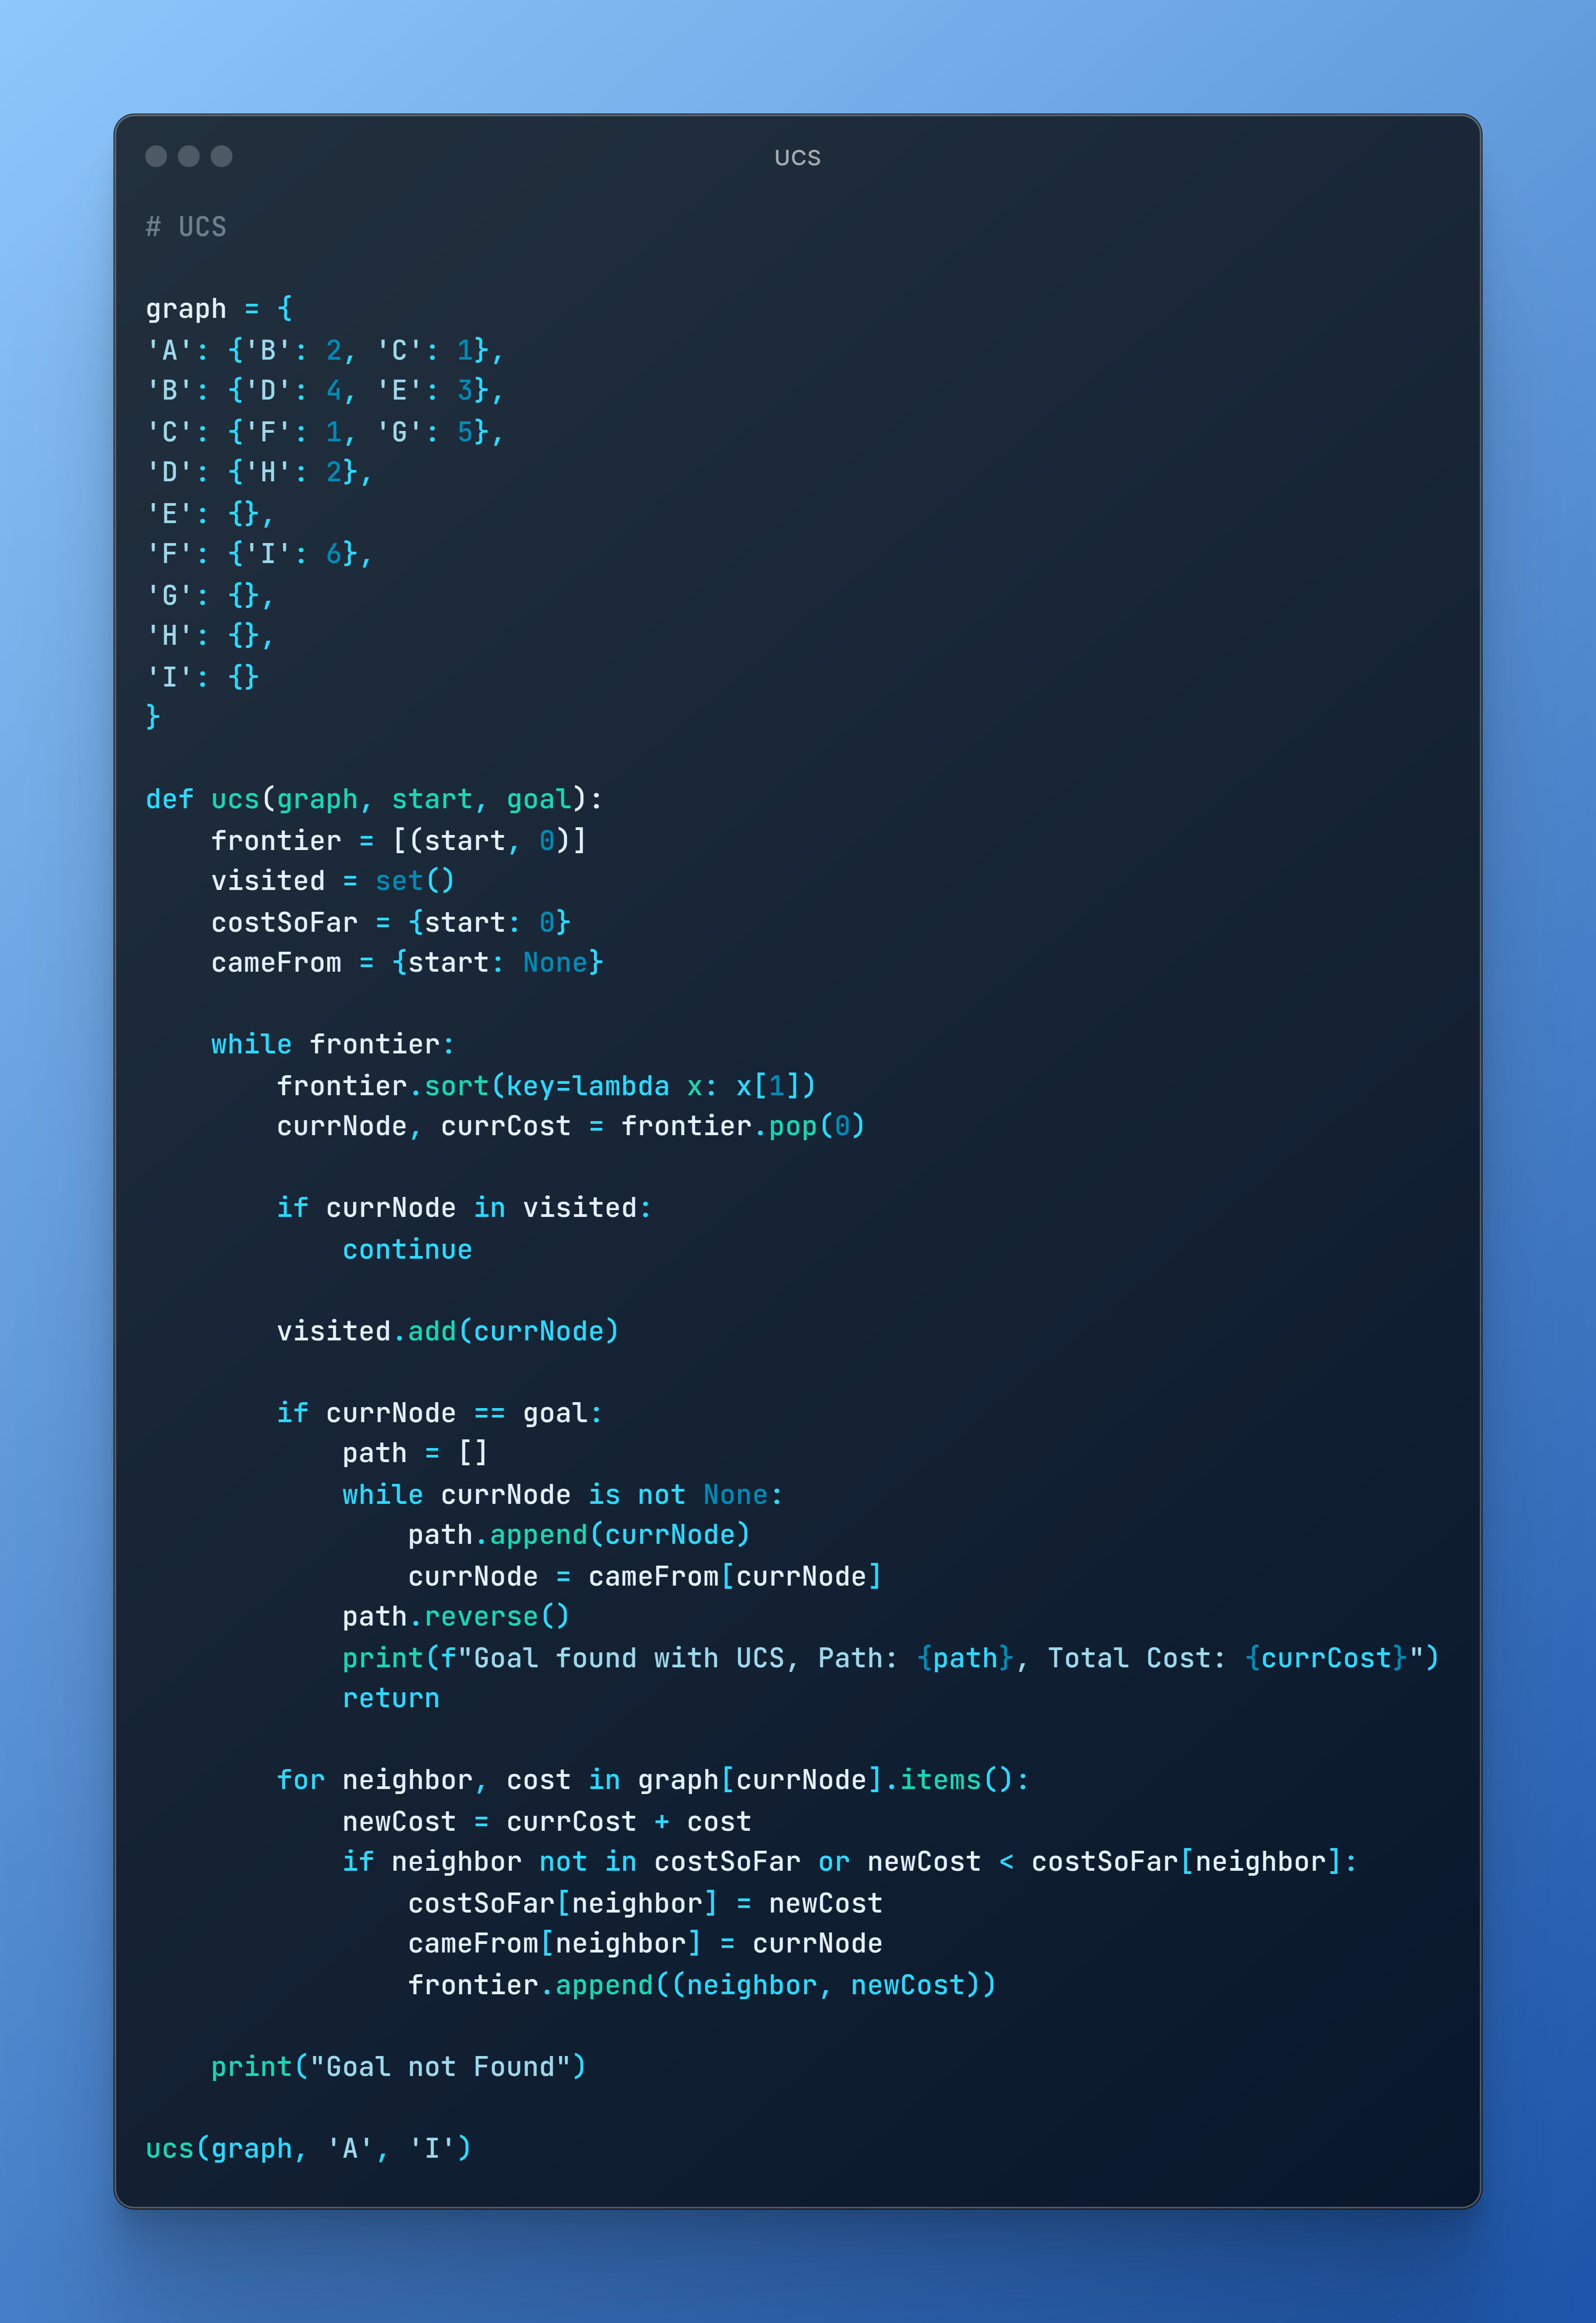 UCS
# UCS

graph = {
'A': {'B': 2, 'C': 1},
'B': {'D': 4, 'E': 3},
'C': {'F': 1, 'G': 5},
'D': {'H': 2},
'E': {},
'F': {'I': 6},
'G': {},
'H': {},
'I': {}
}

def ucs(graph, start, goal):
    frontier = [(start, 0)]
    visited = set()
    costSoFar = {start: 0}
    cameFrom = {start: None}

    while frontier:
        frontier.sort(key=lambda x: x[1])
        currNode, currCost = frontier.pop(0)

        if currNode in visited:
            continue

        visited.add(currNode)

        if currNode == goal:
            path = []
            while currNode is not None:
                path.append(currNode)
                currNode = cameFrom[currNode]
            path.reverse()
            print(f"Goal found with UCS, Path: {path}, Total Cost: {currCost}")
            return

        for neighbor, cost in graph[currNode].items():
            newCost = currCost + cost
            if neighbor not in costSoFar or newCost < costSoFar[neighbor]:
                costSoFar[neighbor] = newCost
                cameFrom[neighbor] = currNode
                frontier.append((neighbor, newCost))

    print("Goal not Found")

ucs(graph, 'A', 'I')